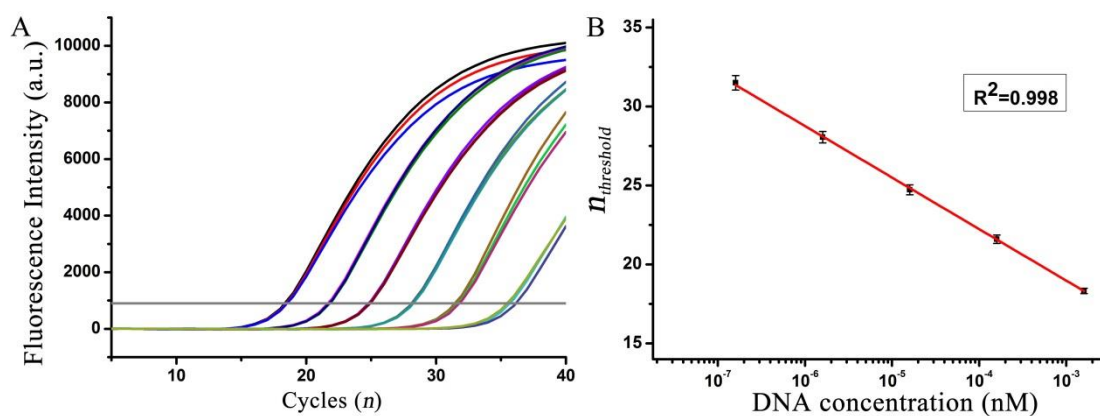 A
Fluorescence Intensity (a.u.)
10000
8000
6000
4000
2000
0
10
20
30
40
Cycles (n)
B
n threshold
35
30
25
20
15
R²=0.998
10⁻⁷
10⁻⁶
10⁻⁵
10⁻⁴
10⁻³
DNA concentration (nM)